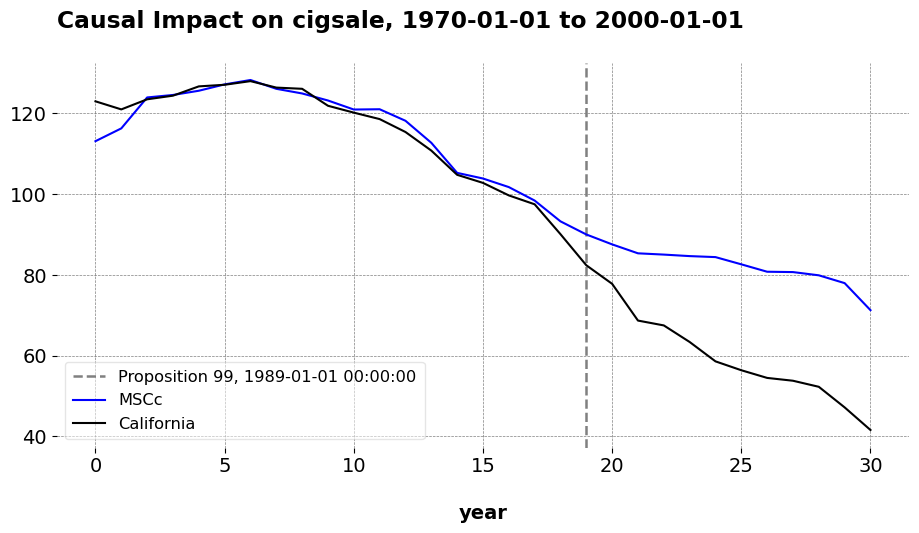 Causal Impact on cigsale, 1970-01-01 to 2000-01-01
120
100
80
60
40
Proposition 99, 1989-01-01 00:00:00
MSCc
California
0 5 10 15 20 25 30
year